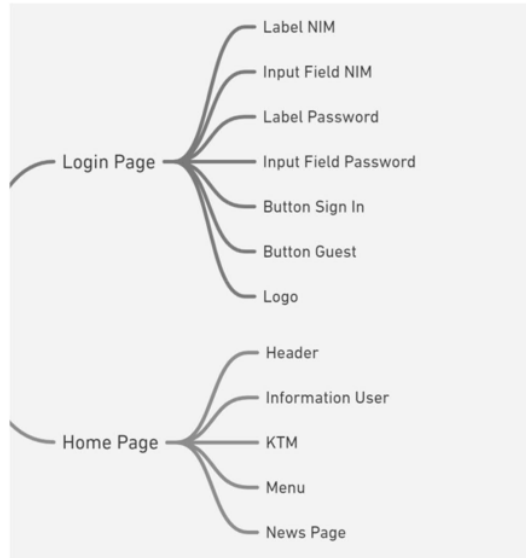 Label NIM
Input Field NIM
Label Password
Login Page
Input Field Password
Button Sign In
Button Guest
Logo
Header
Information User
Home Page
KTM
Menu
News Page